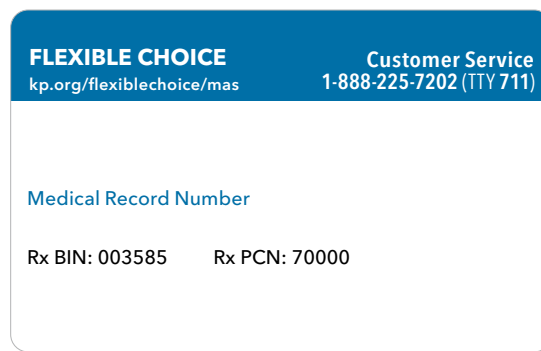 FLEXIBLE CHOICE
kp.org/flexiblechoice/mas
Customer Service
1-888-225-7202 (TTY 711)
Medical Record Number
Rx BIN: 003585 Rx PCN: 70000